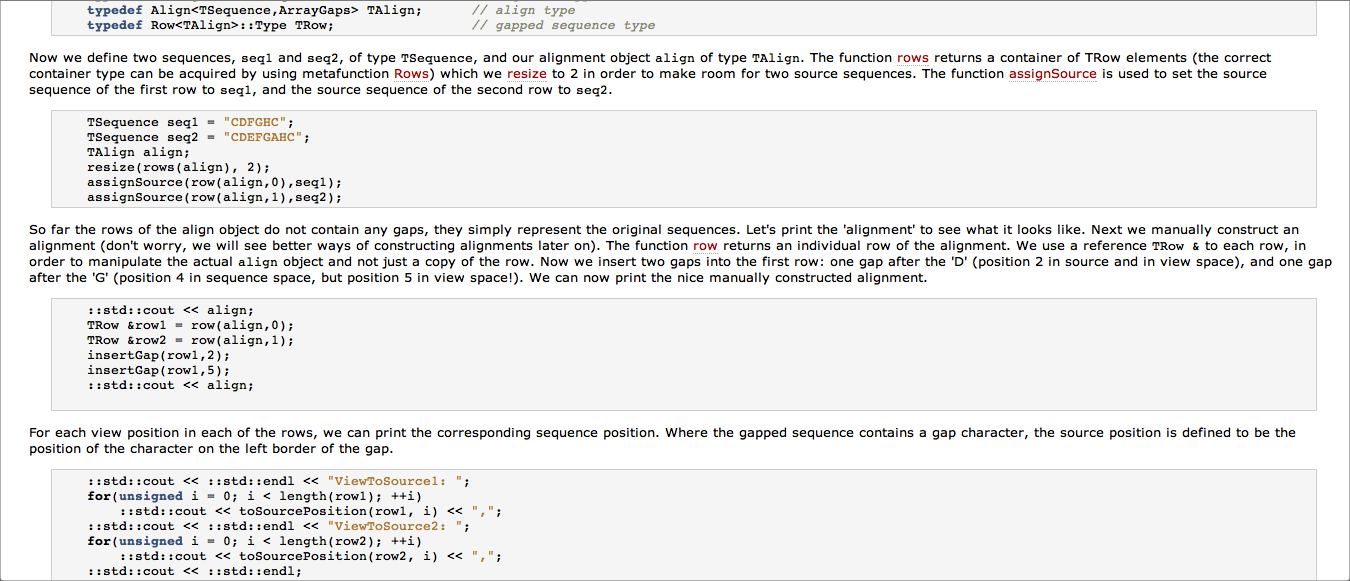 typedef Align<TSequence,ArrayGaps> TAlign;      // align type
typedef Row<TAlign>::Type TRow;                 // gapped sequence type
Now we define two sequences, seq1 and seq2, of type TSequence, and our alignment object align of type TAlign. The function rows returns a container of TRow elements (the correct
container type can be acquired by using metafunction Rows) which we resize to 2 in order to make room for two source sequences. The function assignSource is used to set the source
sequence of the first row to seq1, and the source sequence of the second row to seq2.
TSequence seq1 = "CDFGHC";
TSequence seq2 = "CDEFGAHC";
TAlign align;
resize(rows(align), 2);
assignSource(row(align,0),seq1);
assignSource(row(align,1),seq2);
So far the rows of the align object do not contain any gaps, they simply represent the original sequences. Let's print the 'alignment' to see what it looks like. Next we manually construct an
alignment (don't worry, we will see better ways of constructing alignments later on). The function row returns an individual row of the alignment. We use a reference TRow & to each row, in
order to manipulate the actual align object and not just a copy of the row. Now we insert two gaps into the first row: one gap after the 'D' (position 2 in source and in view space), and one gap
after the 'G' (position 4 in sequence space, but position 5 in view space!). We can now print the nice manually constructed alignment.
::std::cout << align;
TRow &row1 = row(align,0);
TRow &row2 = row(align,1);
insertGap(row1,2);
insertGap(row1,5);
::std::cout << align;
For each view position in each of the rows, we can print the corresponding sequence position. Where the gapped sequence contains a gap character, the source position is defined to be the
position of the character on the left border of the gap.
::std::cout << ::std::endl << "ViewToSource1: ";
for(unsigned i = 0; i < length(row1); ++i)
    ::std::cout << toSourcePosition(row1, i) << ",";
::std::cout << ::std::endl << "ViewToSource2: ";
for(unsigned i = 0; i < length(row2); ++i)
    ::std::cout << toSourcePosition(row2, i) << ",";
::std::cout << ::std::endl;